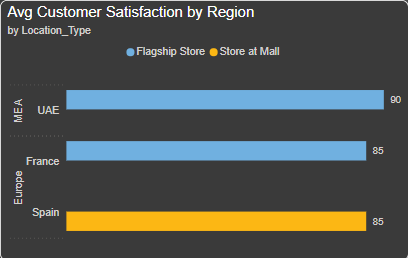 Avg Customer Satisfaction by Region
by Location_Type
Flagship Store Store at Mall
MEA
UAE 90
Europe
France 85
Spain 85